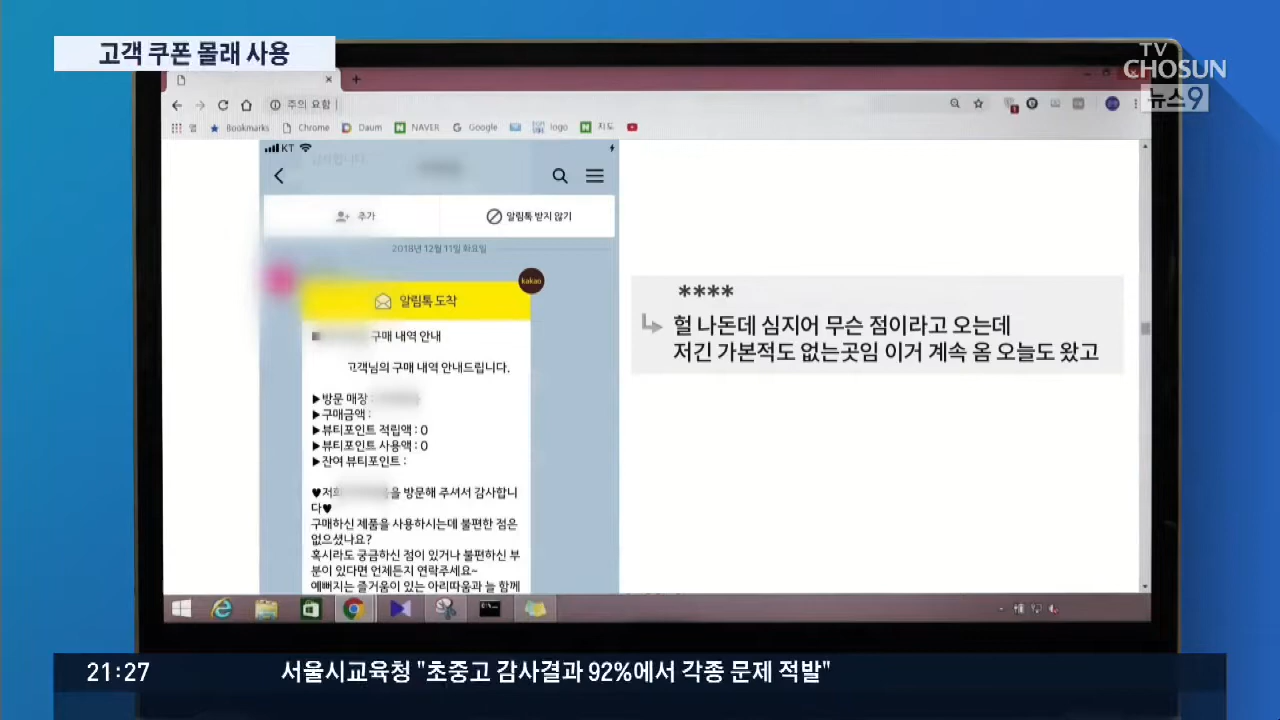 고객 쿠폰 몰래 사용
TV
CHOSUN
뉴스9
주의 요함
앱 Bookmarks Chrome Daum NAVER Google logo 지도
KT
추가 알림톡 받지 않기
2018년 12월 11일 화요일
kakao
알림톡 도착
구매 내역 안내
고객님의 구매 내역 안내드립니다.
▶방문 매장 :
▶구매금액 :
▶뷰티포인트 적립액 : 0
▶뷰티포인트 사용액 : 0
▶잔여 뷰티포인트 :
♥저희 을 방문해 주셔서 감사합니
다♥
구매하신 제품을 사용하시는데 불편한 점은
없으셨나요?
혹시라도 궁금하신 점이 있거나 불편하신 부
분이 있다면 언제든지 연락주세요~
예뻐지는 즐거움이 있는 아리따움과 늘 함께
****
헐 나돈데 심지어 무슨 점이라고 오는데
저긴 가본적도 없는곳임 이거 계속 옴 오늘도 왔고
21:27 서울시교육청 "초중고 감사결과 92%에서 각종 문제 적발"